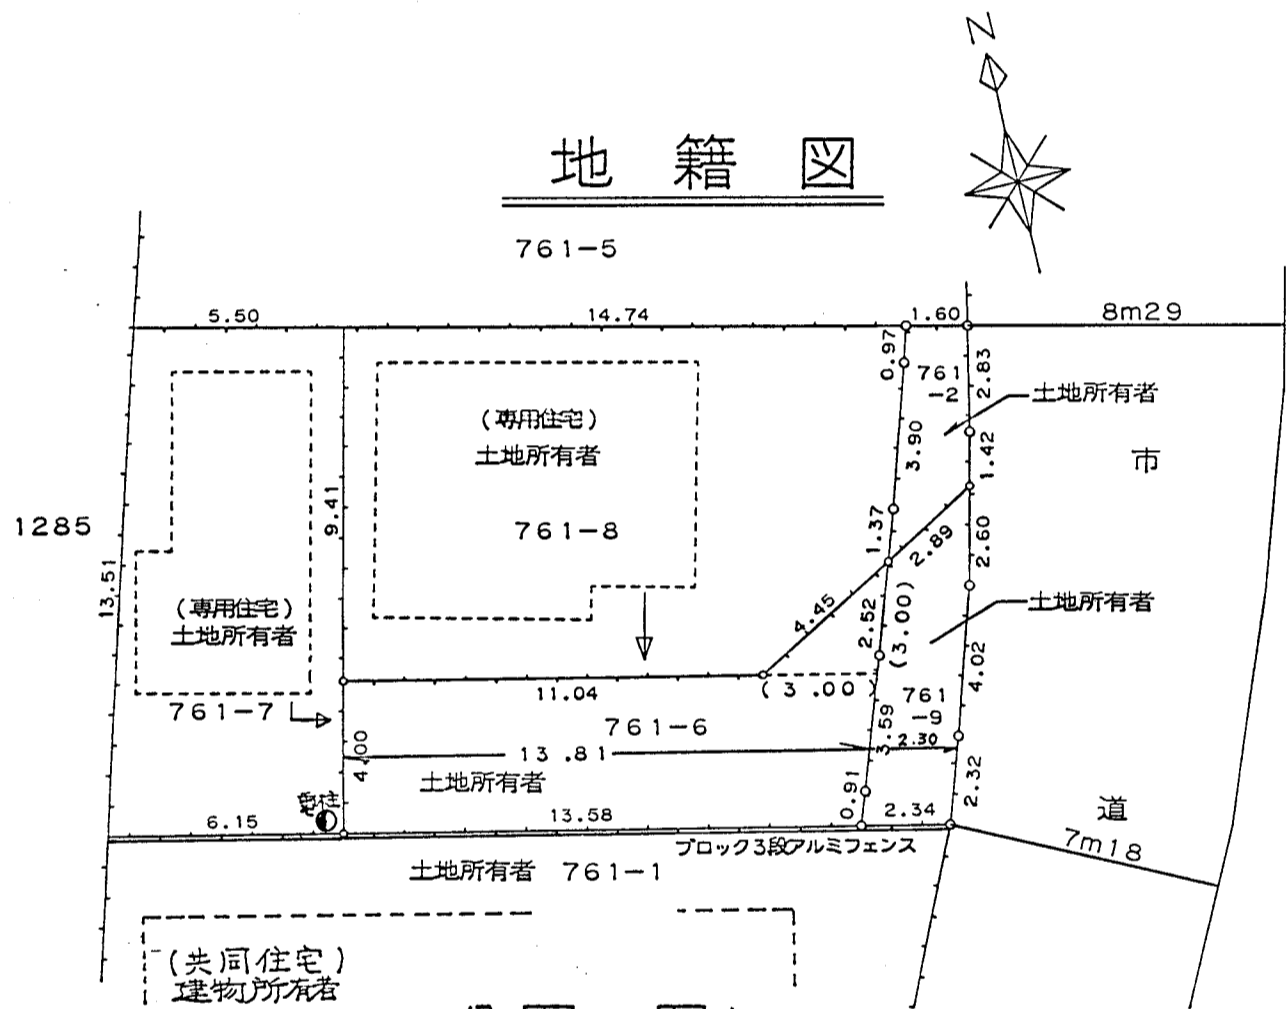 N
地籍図
761-5
5.50
14.74
1.60
8m29
0.97
761
-2
2.83
土地所有者
(専用住宅)
土地所有者
3.90
1.42
市
9.41
1285
761-8
1.37
2.89
2.60
13.51
(専用住宅)
土地所有者
4.45
2.52
(3.00)
土地所有者
4.02
11.04
(3.00)
761
-9
761-7
761-6
3.59
2.30
13.81
4.00
土地所有者
2.32
電柱
0.91
6.15
13.58
2.34
道
ブロック3段アルミフェンス
7m18
土地所有者 761-1
(共同住宅)
建物所有者